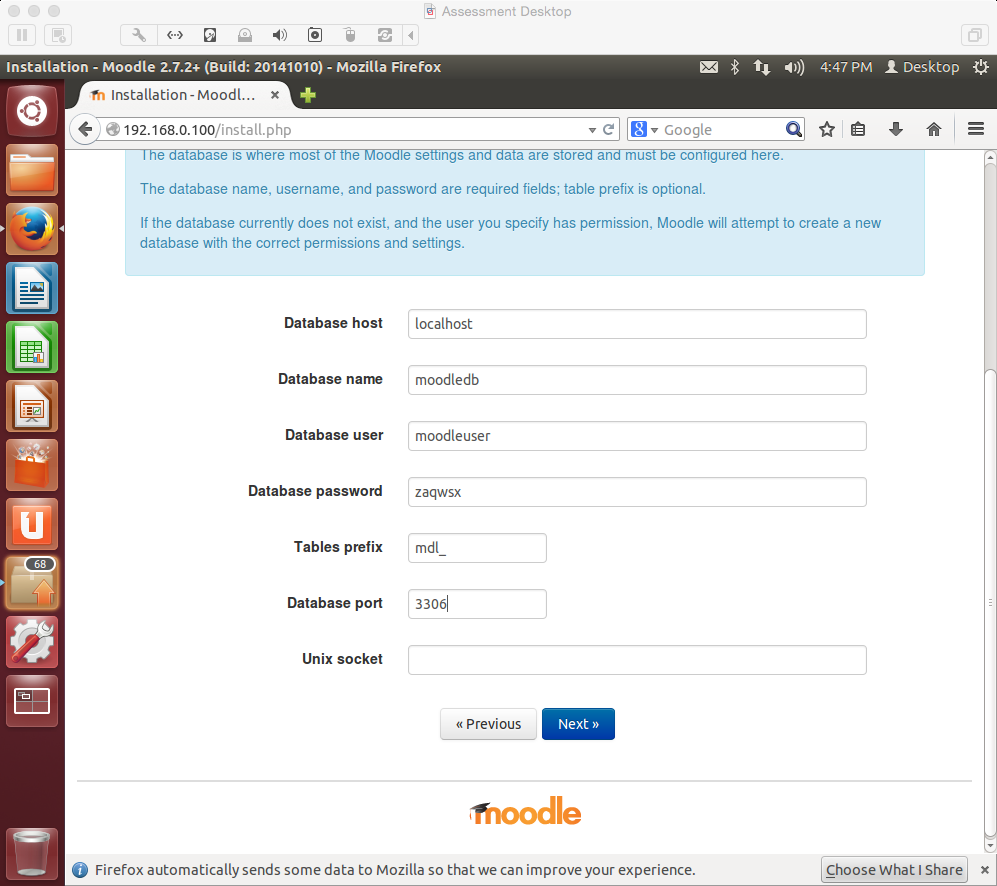 Assessment Desktop
Installation - Moodle 2.7.2+ (Build: 20141010) - Mozilla Firefox
4:47 PM
Desktop
Installation - Moodl...
192.168.0.100/install.php
Google
The database is where most of the Moodle settings and data are stored and must be configured here.
The database name, username, and password are required fields; table prefix is optional.
If the database currently does not exist, and the user you specify has permission, Moodle will attempt to create a new
database with the correct permissions and settings.
Database host
localhost
Database name
moodledb
Database user
moodleuser
Database password
zaqwsx
Tables prefix
mdl_
Database port
3306
Unix socket
« Previous
Next »
68
moodle
Firefox automatically sends some data to Mozilla so that we can improve your experience.
Choose What I Share